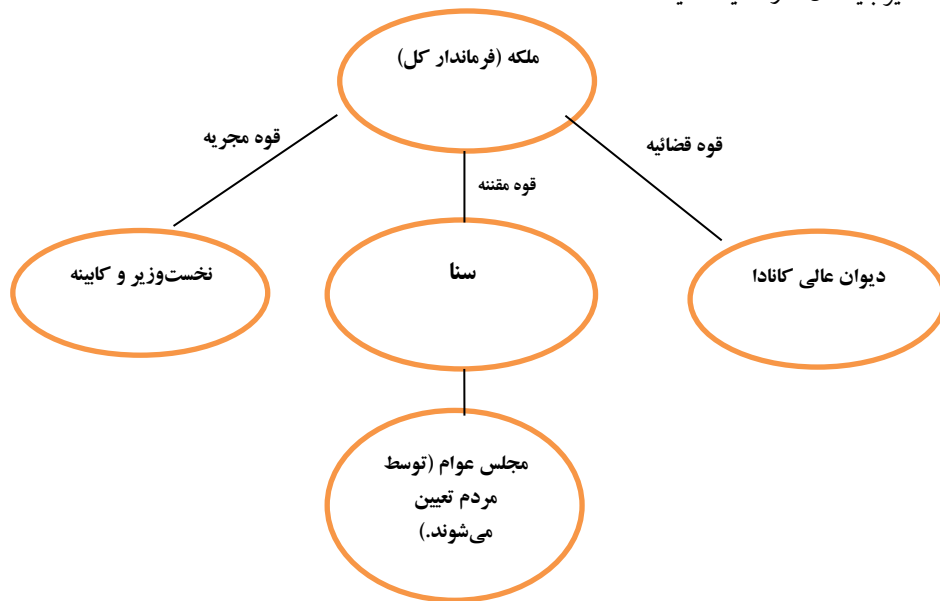 ملکه (فرماندار کل)
قوه قضائیه
قوه مجریه
قوه مقننه
دیوان عالی کانادا
سنا
نخست‌وزیر و کابینه
مجلس عوام (توسط
مردم تعیین
می‌شوند.)